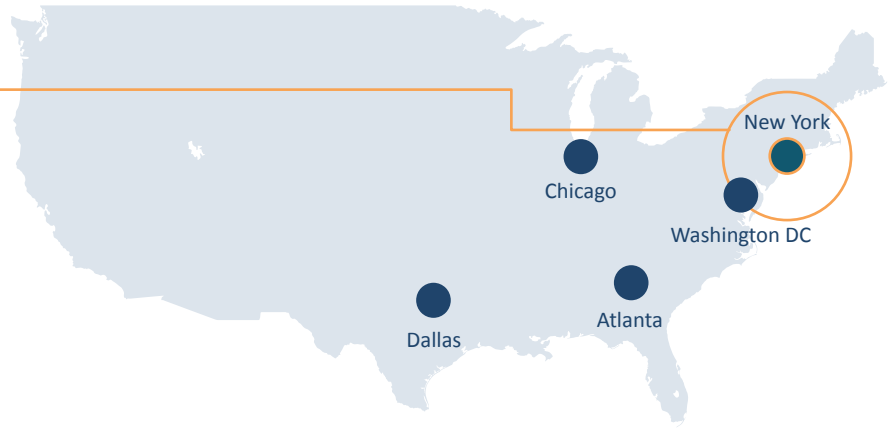 New York
Chicago
Washington DC
Atlanta
Dallas